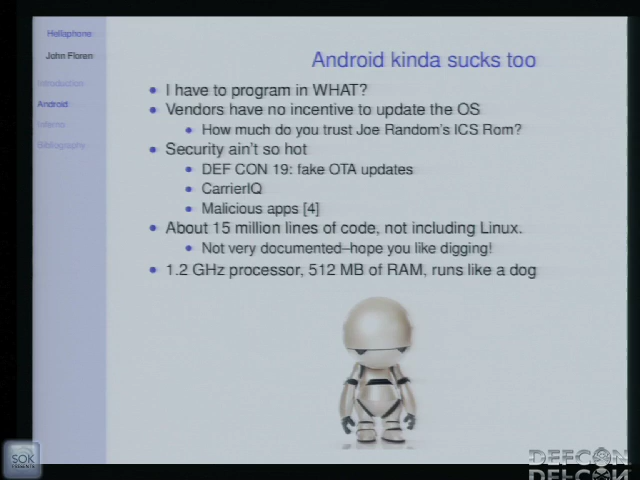 Hellaphone
John Floren
Introduction
Android
Inferno
Bibliography
Android kinda sucks too
I have to program in WHAT?
Vendors have no incentive to update the OS
How much do you trust Joe Random's ICS Rom?
Security ain't so hot
DEF CON 19: fake OTA updates
CarrierIQ
Malicious apps [4]
About 15 million lines of code, not including Linux.
Not very documented–hope you like digging!
1.2 GHz processor, 512 MB of RAM, runs like a dog
SOK
DEFCON
DEFCON